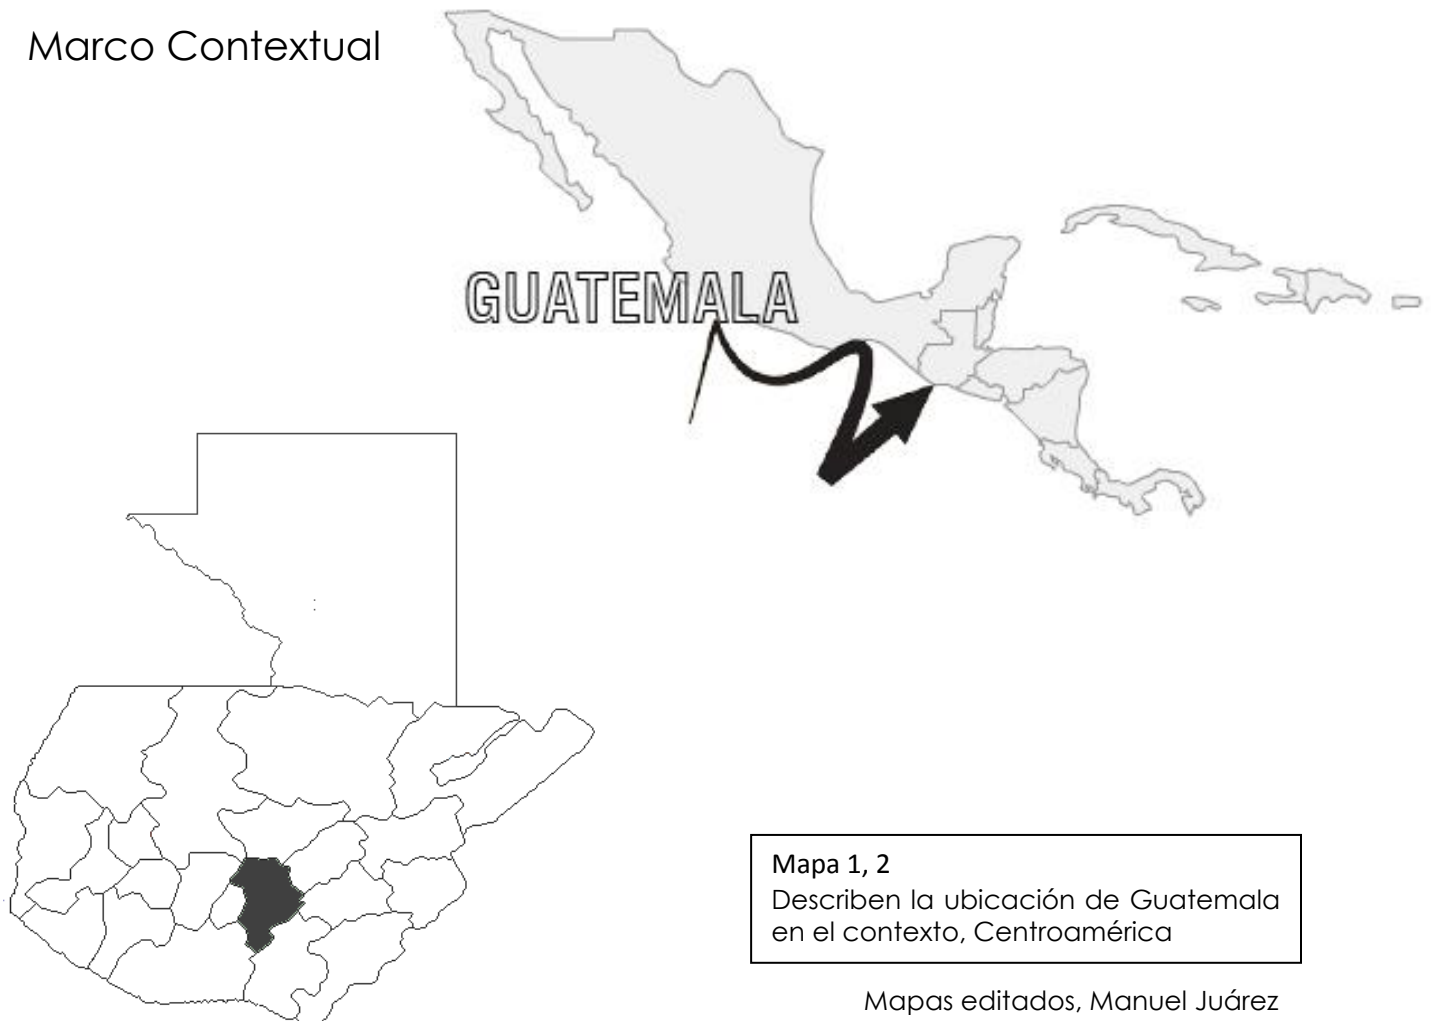 Marco Contextual
GUATEMALA
Mapa 1, 2
Describen la ubicación de Guatemala
en el contexto, Centroamérica
Mapas editados, Manuel Juárez